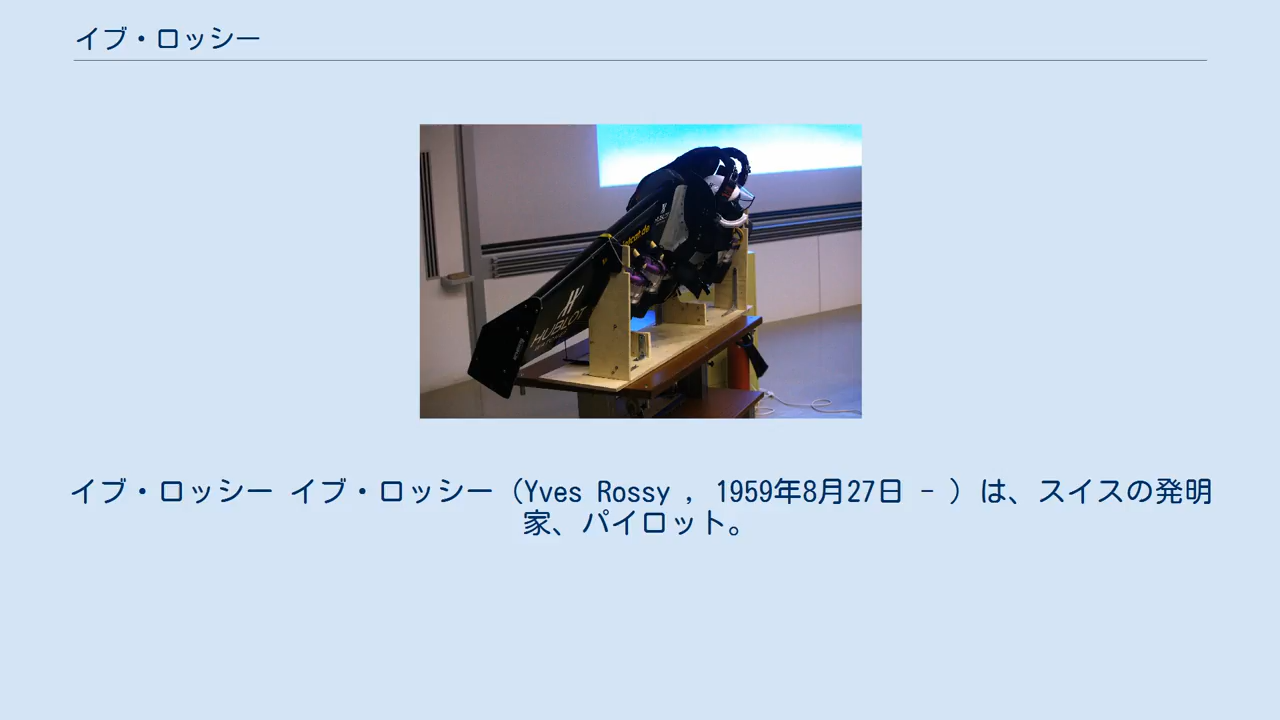 イブ・ロッシー
HUBLOT
イブ・ロッシー イブ・ロッシー（Yves Rossy , 1959年8月27日 - ）は、スイスの発明
家、パイロット。